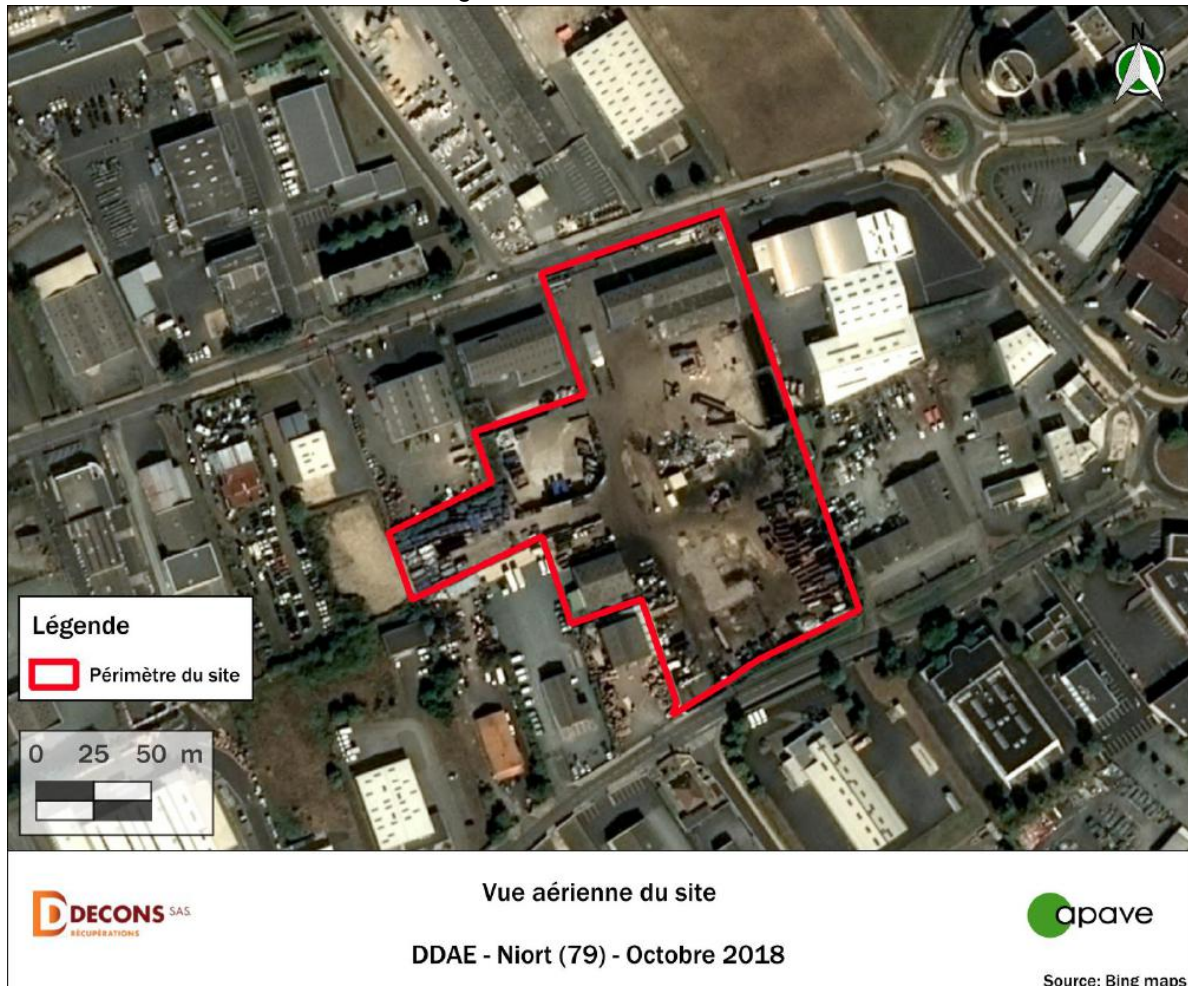 N
Légende
Périmètre du site
0 25 50 m
DECONS SAS
RÉCUPÉRATIONS
Vue aérienne du site
DDAE - Niort (79) - Octobre 2018
apave
Source: Bing maps